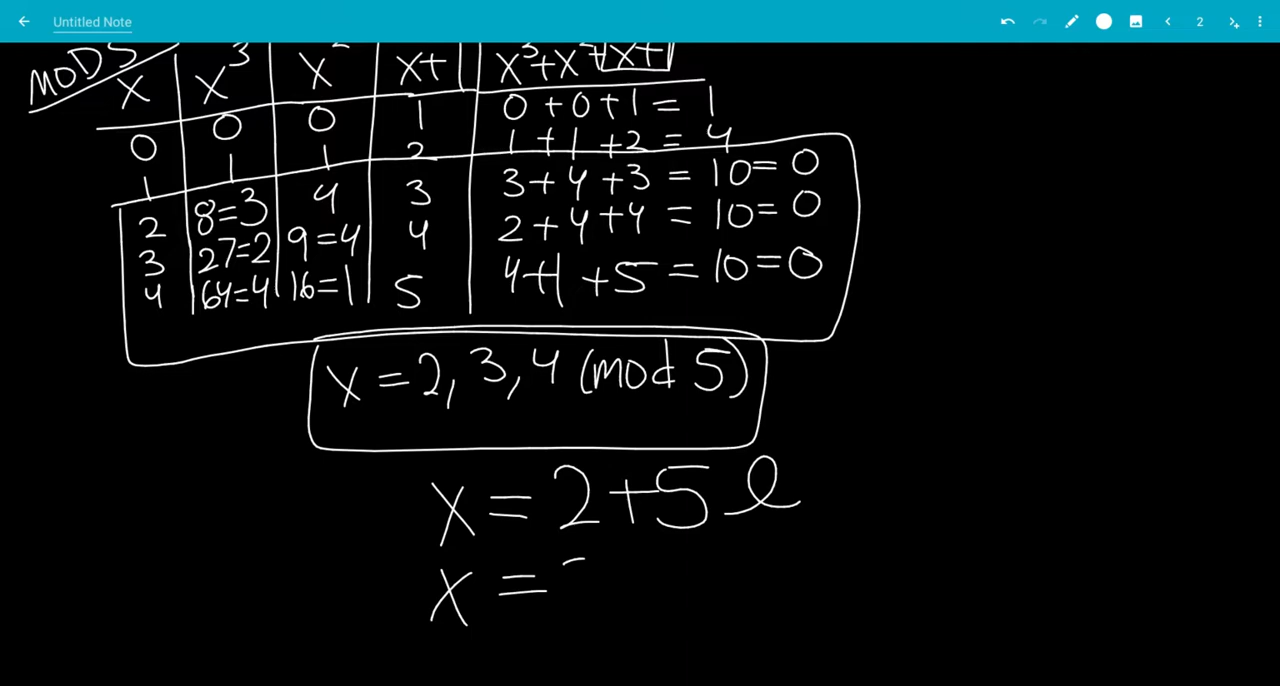 Untitled Note
2
MOD 5
x x³ x² x+1 x³+x²+x+1
0 0 0 1 0+0+1=1
1 1 1 2 1+1+2=4
2 8=3 4 3 3+4+3=10=0
3 27=2 9=4 4 2+4+4=10=0
4 64=4 16=1 5 4+1+5=10=0
x=2,3,4 (mod 5)
x=2+5l
x=